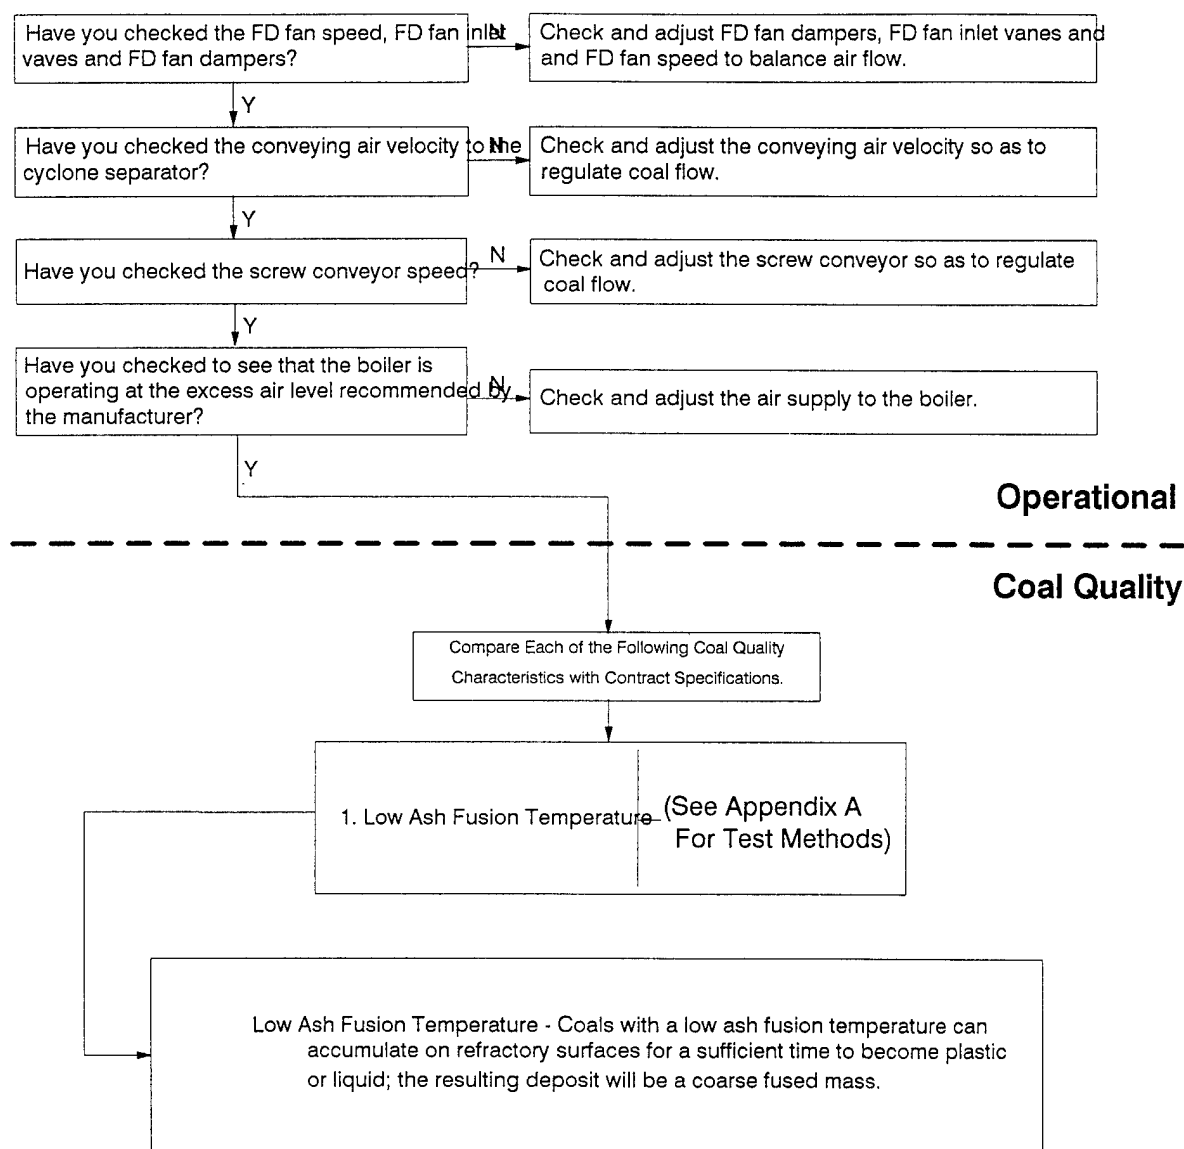 Have you checked the FD fan speed, FD fan inlet
vaves and FD fan dampers?
N
Check and adjust FD fan dampers, FD fan inlet vanes and
and FD fan speed to balance air flow.
Y
Have you checked the conveying air velocity to the
cyclone separator?
N
Check and adjust the conveying air velocity so as to
regulate coal flow.
Y
Have you checked the screw conveyor speed?
N
Check and adjust the screw conveyor so as to regulate
coal flow.
Y
Have you checked to see that the boiler is
operating at the excess air level recommended by
the manufacturer?
N
Check and adjust the air supply to the boiler.
Y
Operational
Coal Quality
Compare Each of the Following Coal Quality
Characteristics with Contract Specifications.
1. Low Ash Fusion Temperature
(See Appendix A
For Test Methods)
Low Ash Fusion Temperature - Coals with a low ash fusion temperature can
accumulate on refractory surfaces for a sufficient time to become plastic
or liquid; the resulting deposit will be a coarse fused mass.